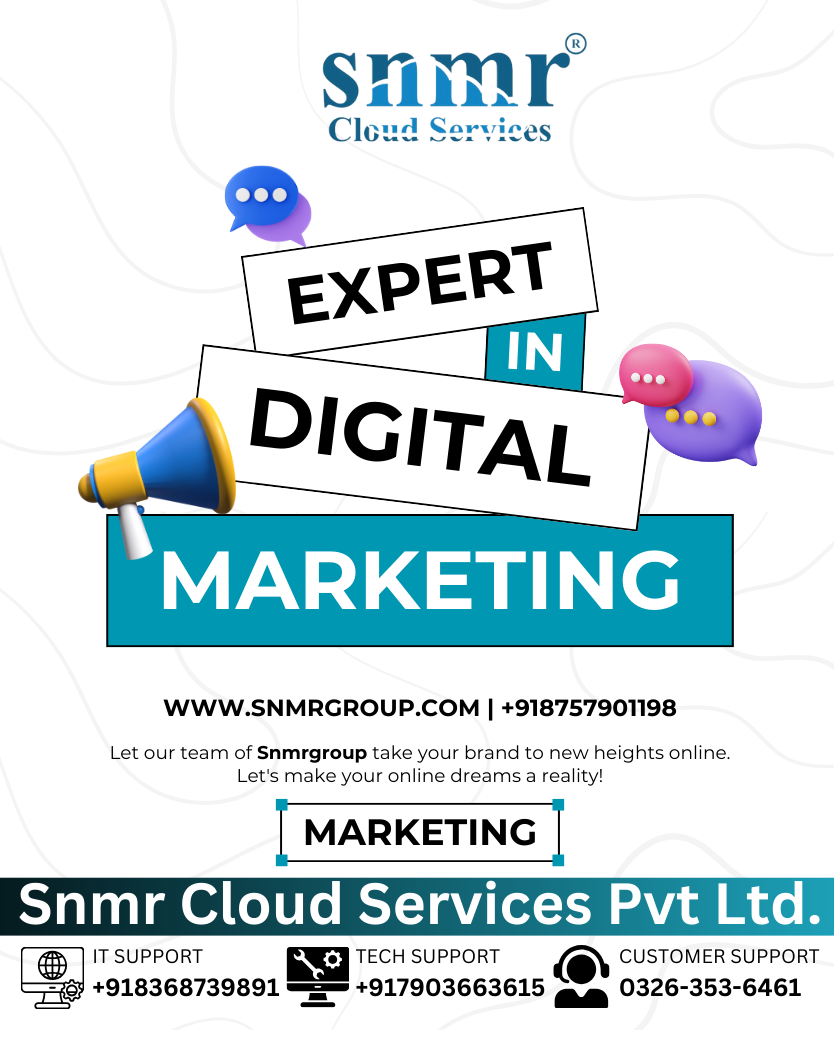 snmr®
Cloud Services
EXPERT
IN
DIGITAL
MARKETING
WWW.SNMRGROUP.COM | +918757901198
Let our team of Snmrgroup take your brand to new heights online.
Let's make your online dreams a reality!
MARKETING
Snmr Cloud Services Pvt Ltd.
IT SUPPORT
+918368739891
TECH SUPPORT
+917903663615
CUSTOMER SUPPORT
0326-353-6461